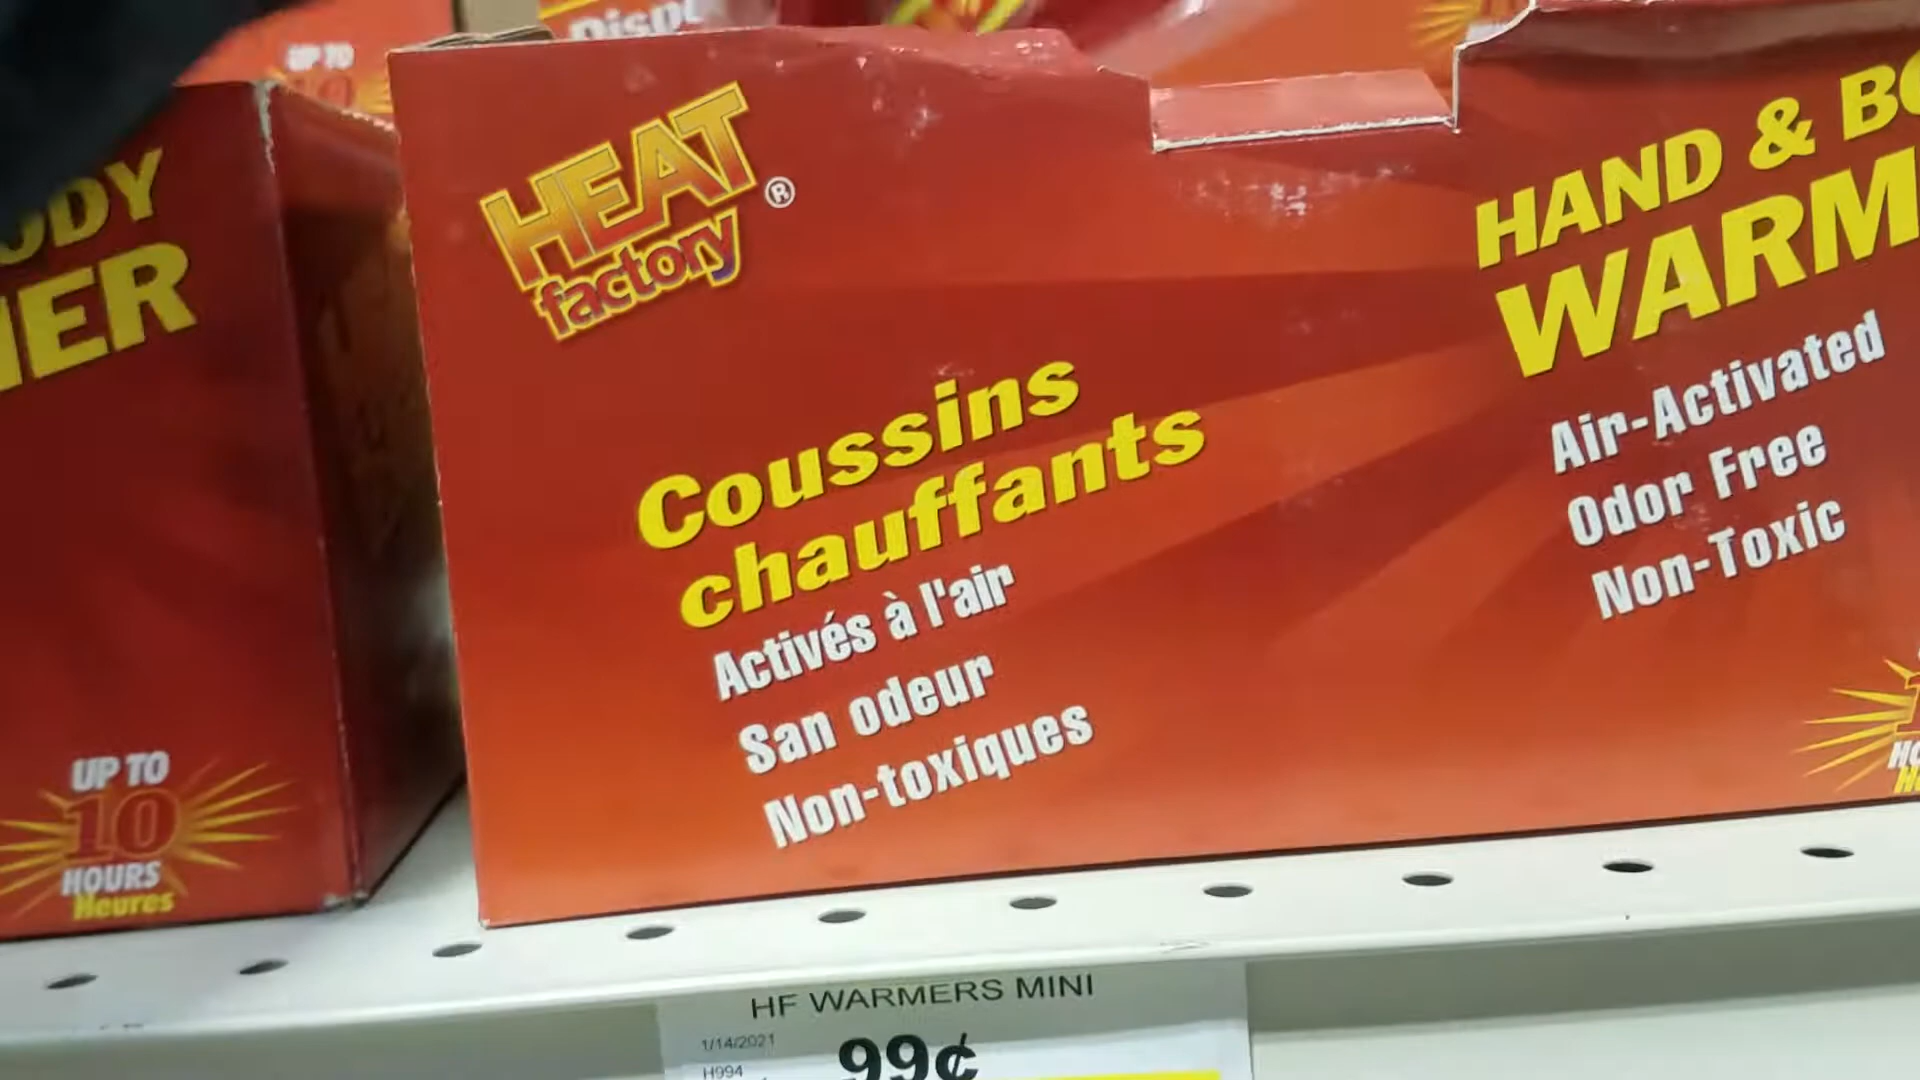 UP TO
ODY
ER
UP TO
10
HOURS
Heures
HEAT
factory
®
Coussins
chauffants
Activés à l'air
San odeur
Non-toxiques
HAND & BO
WARM
Air-Activated
Odor Free
Non-Toxic
HF WARMERS MINI
1/14/2021
H994
99¢